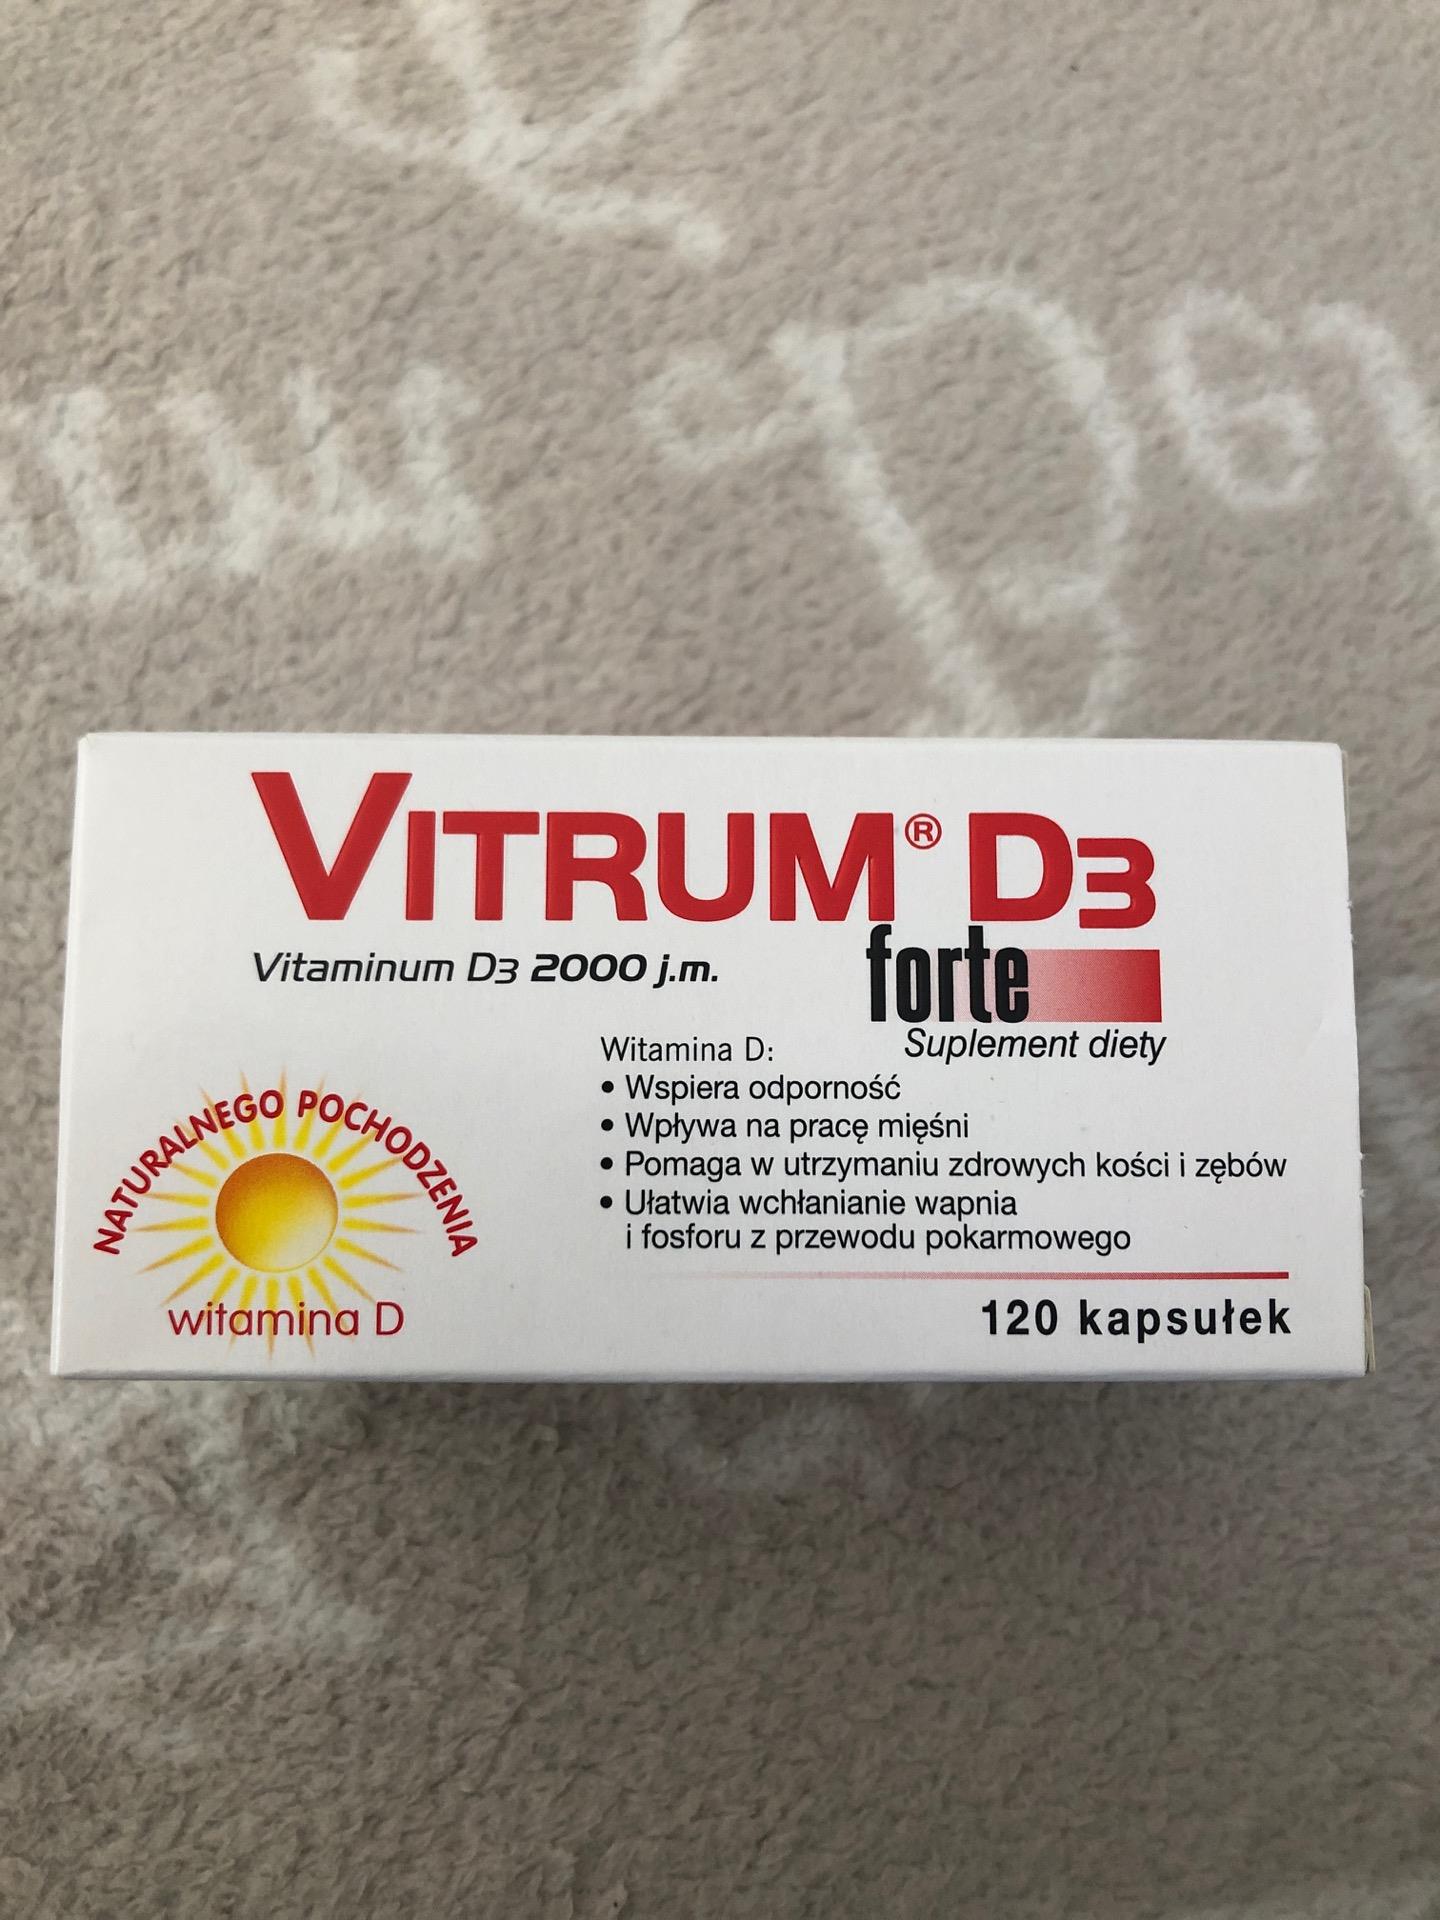 VITRUM® D3
forte
Vitaminum D3 2000 j.m.
Suplement diety
Witamina D:
• Wspiera odporność
• Wpływa na pracę mięśni
• Pomaga w utrzymaniu zdrowych kości i zębów
• Ułatwia wchłanianie wapnia
i fosforu z przewodu pokarmowego
NATURALNEGO POCHODZENIA
witamina D
120 kapsułek